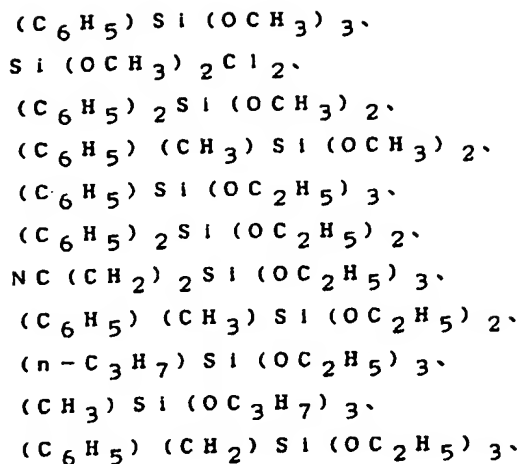 (C6H5)Si(OCH3)3、
Si(OCH3)2Cl2、
(C6H5)2Si(OCH3)2、
(C6H5)(CH3)Si(OCH3)2、
(C6H5)Si(OC2H5)3、
(C6H5)2Si(OC2H5)2、
NC(CH2)2Si(OC2H5)3、
(C6H5)(CH3)Si(OC2H5)2、
(n-C3H7)Si(OC2H5)3、
(CH3)Si(OC3H7)3、
(C6H5)(CH2)Si(OC2H5)3、